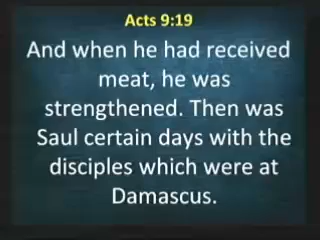 Acts 9:19
And when he had received
meat, he was
strengthened. Then was
Saul certain days with the
disciples which were at
Damascus.